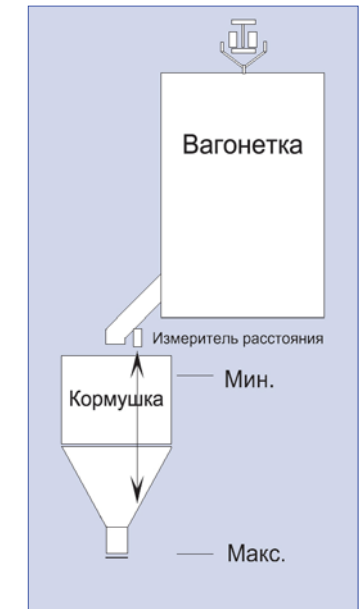 Вагонетка
Измеритель расстояния
Мин.
Кормушка
Макс.